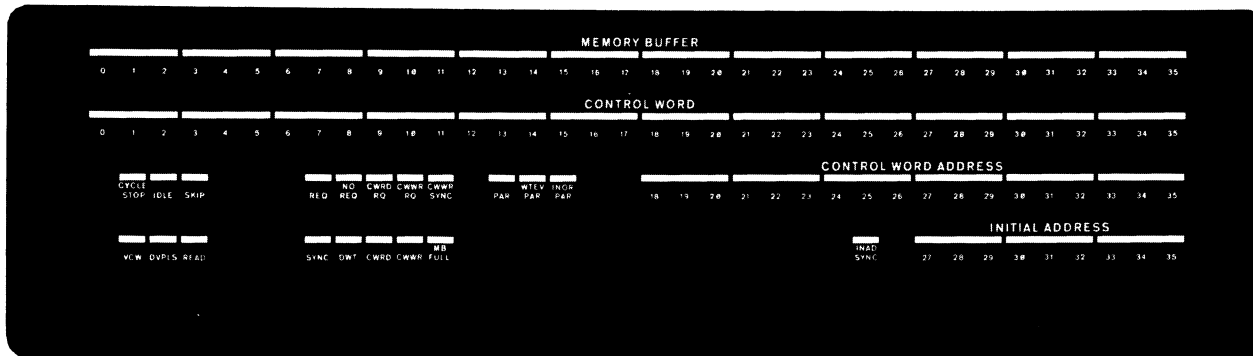 MEMORY BUFFER
0 1 2 3 4 5 6 7 8 9 10 11 12 13 14 15 16 17 18 19 20 21 22 23 24 25 26 27 28 29 30 31 32 33 34 35
CONTROL WORD
0 1 2 3 4 5 6 7 8 9 10 11 12 13 14 15 16 17 18 19 20 21 22 23 24 25 26 27 28 29 30 31 32 33 34 35
CONTROL WORD ADDRESS
CYCLE STOP IDLE SKIP REQ NO REQ CWRD RQ CWWR RQ CWWR SYNC PAR WTEV PAR INOR PAR 18 19 20 21 22 23 24 25 26 27 28 29 30 31 32 33 34 35
INITIAL ADDRESS
VCW DVPLS READ SYNC DWT CWRD CWWR MB FULL INAD SYNC 27 28 29 30 31 32 33 34 35